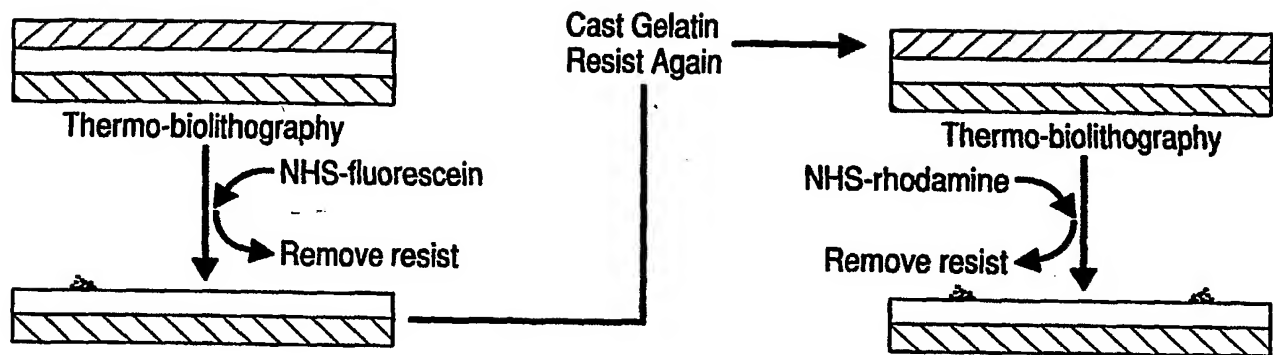 Thermo-biolithography
NHS-fluorescein
Remove resist
Cast Gelatin
Resist Again
Thermo-biolithography
NHS-rhodamine
Remove resist